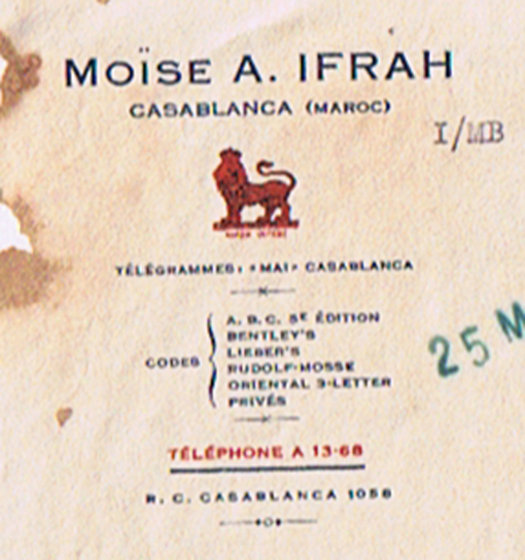 MOÏSE A. IFRAH
CASABLANCA (MAROC)
I/MB
TÉLÉGRAMMES: "MAI" CASABLANCA
CODES
A. B. C. 5E ÉDITION
BENTLEY'S
LIEBER'S
RUDOLF-MOSSE
ORIENTAL 3-LETTER
PRIVÉS
25 M
TÉLÉPHONE A 13-68
R. C. CASABLANCA 1058